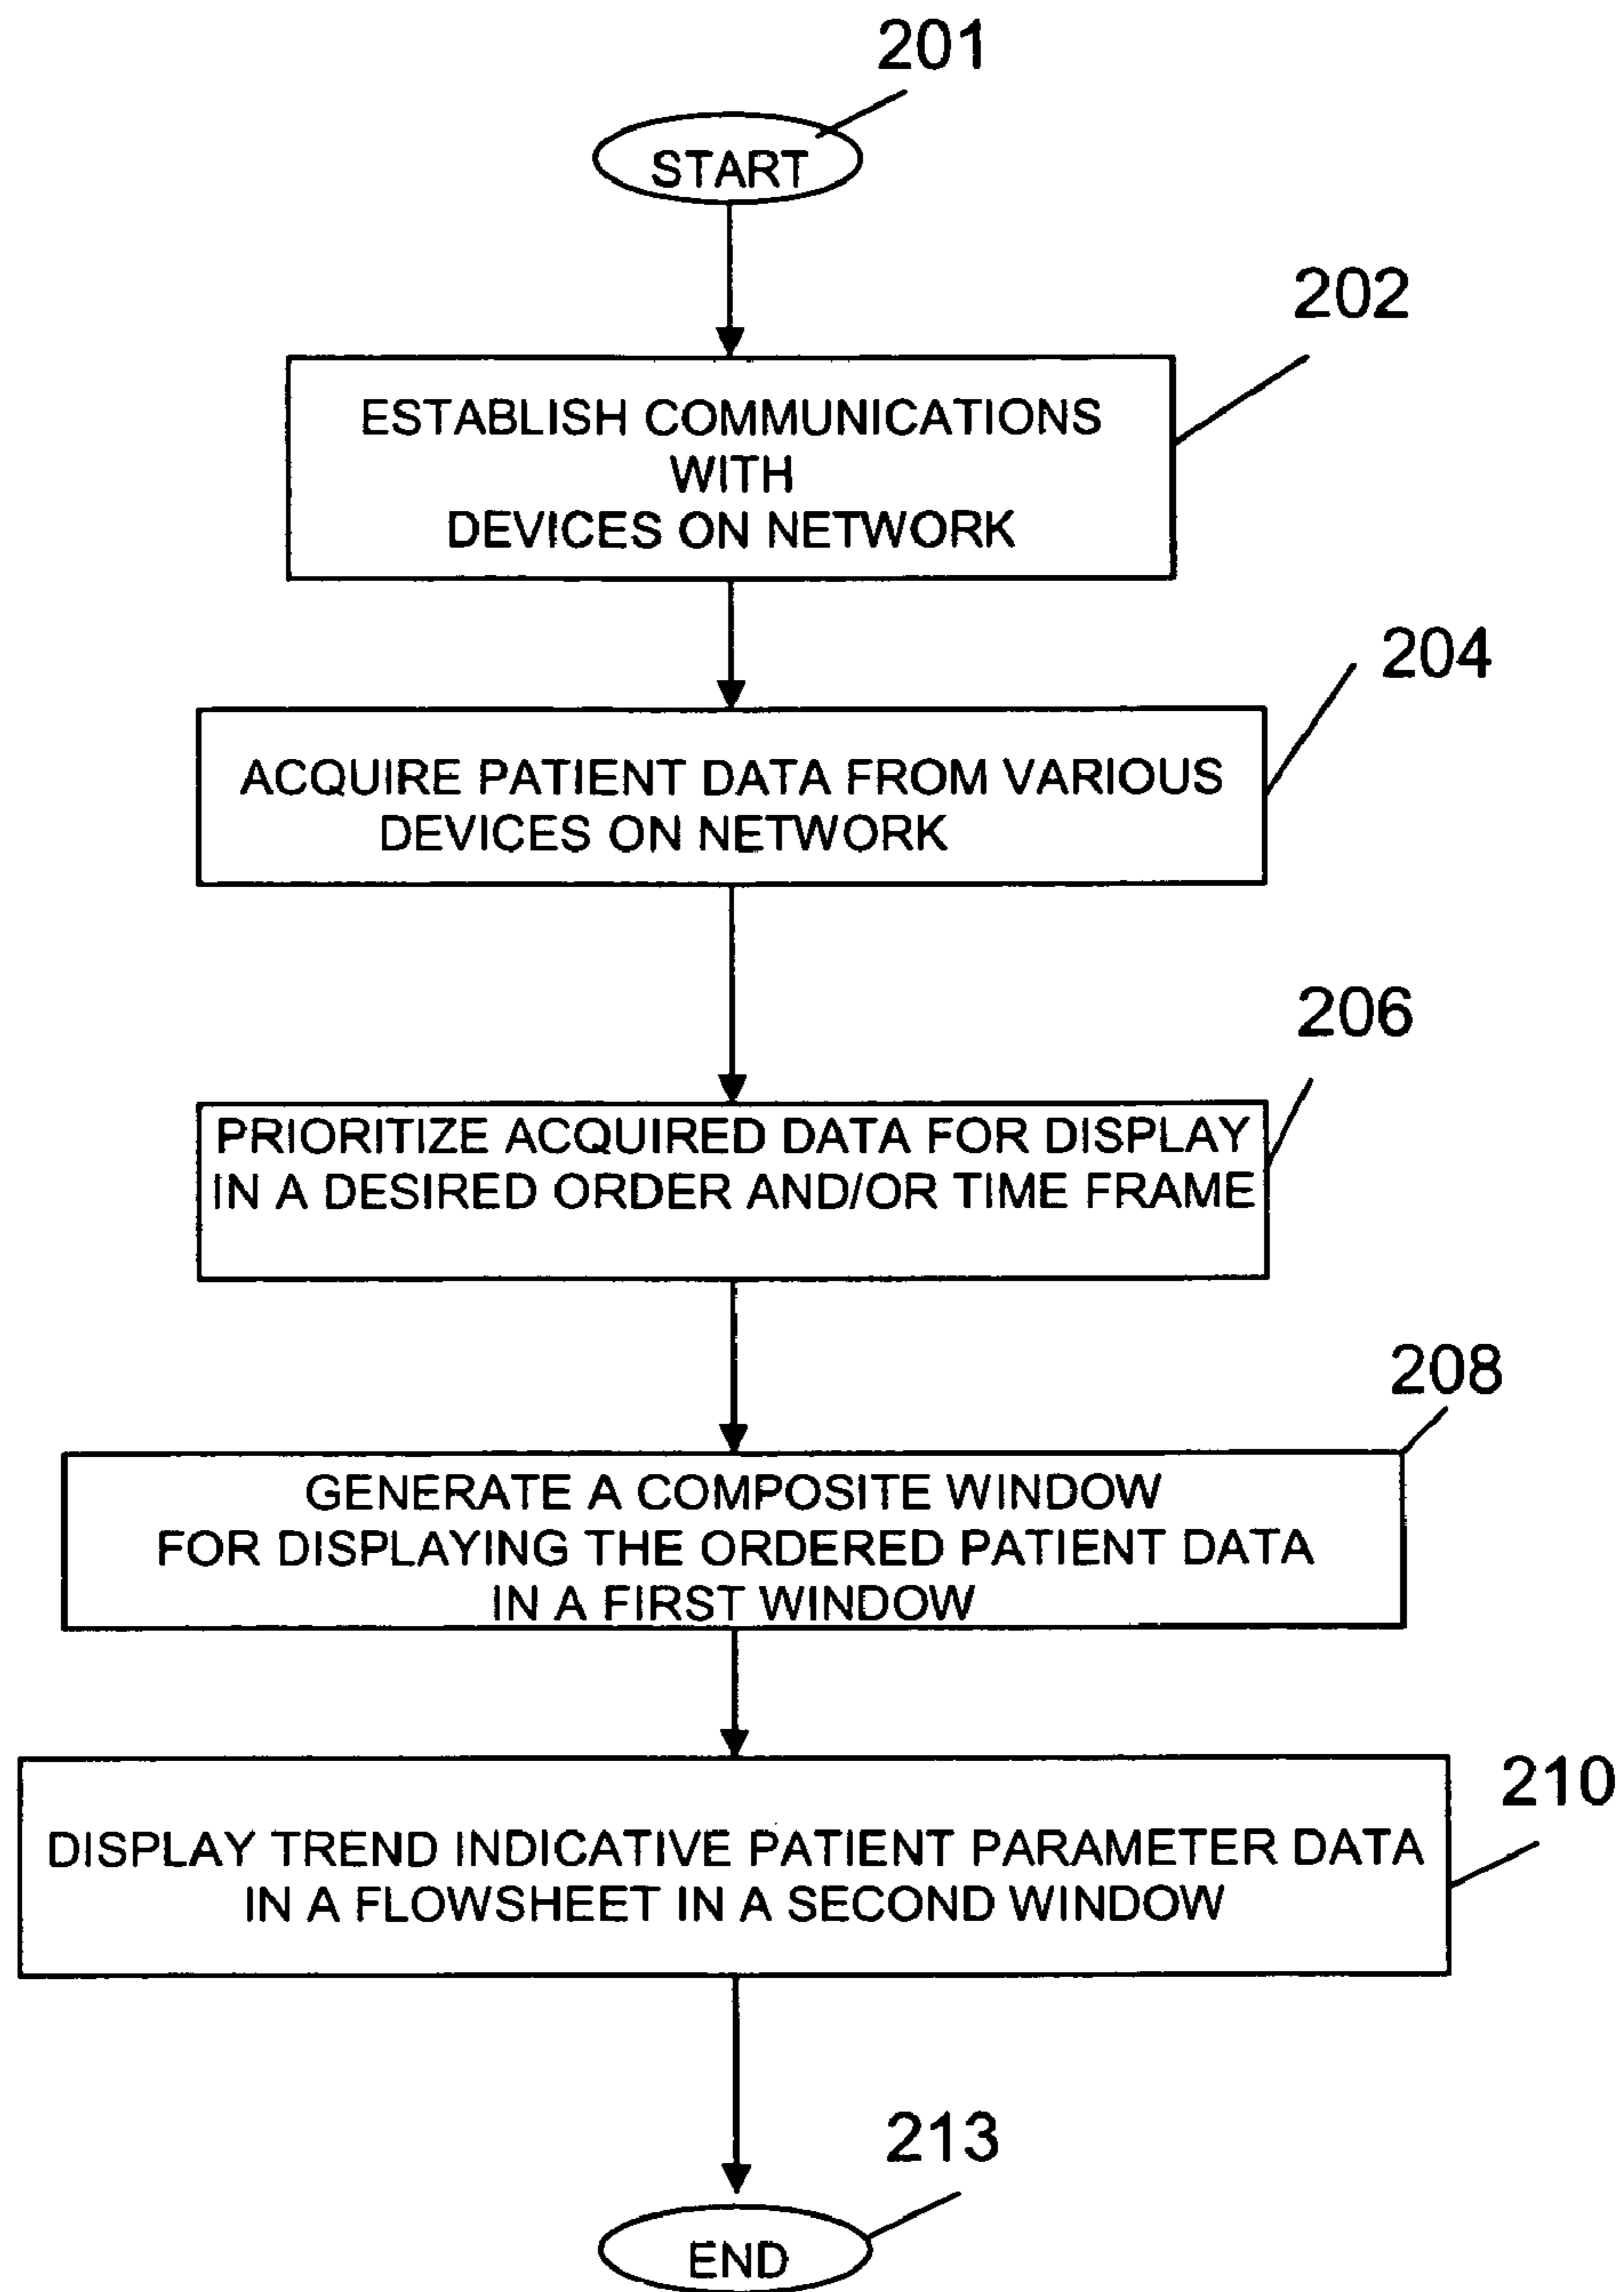 201
START
202
ESTABLISH COMMUNICATIONS
WITH
DEVICES ON NETWORK
204
ACQUIRE PATIENT DATA FROM VARIOUS
DEVICES ON NETWORK
206
PRIORITIZE ACQUIRED DATA FOR DISPLAY
IN A DESIRED ORDER AND/OR TIME FRAME
208
GENERATE A COMPOSITE WINDOW
FOR DISPLAYING THE ORDERED PATIENT DATA
IN A FIRST WINDOW
210
DISPLAY TREND INDICATIVE PATIENT PARAMETER DATA
IN A FLOWSHEET IN A SECOND WINDOW
213
END